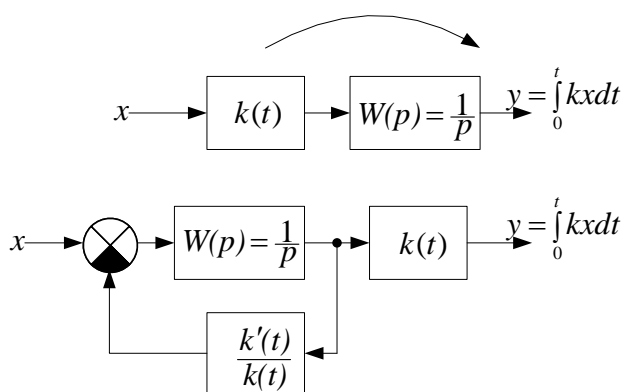 x
k(t)
W(p) = 1/p
y = ∫₀ᵗ kxdt
x
W(p) = 1/p
k(t)
y = ∫₀ᵗ kxdt
k'(t)/k(t)